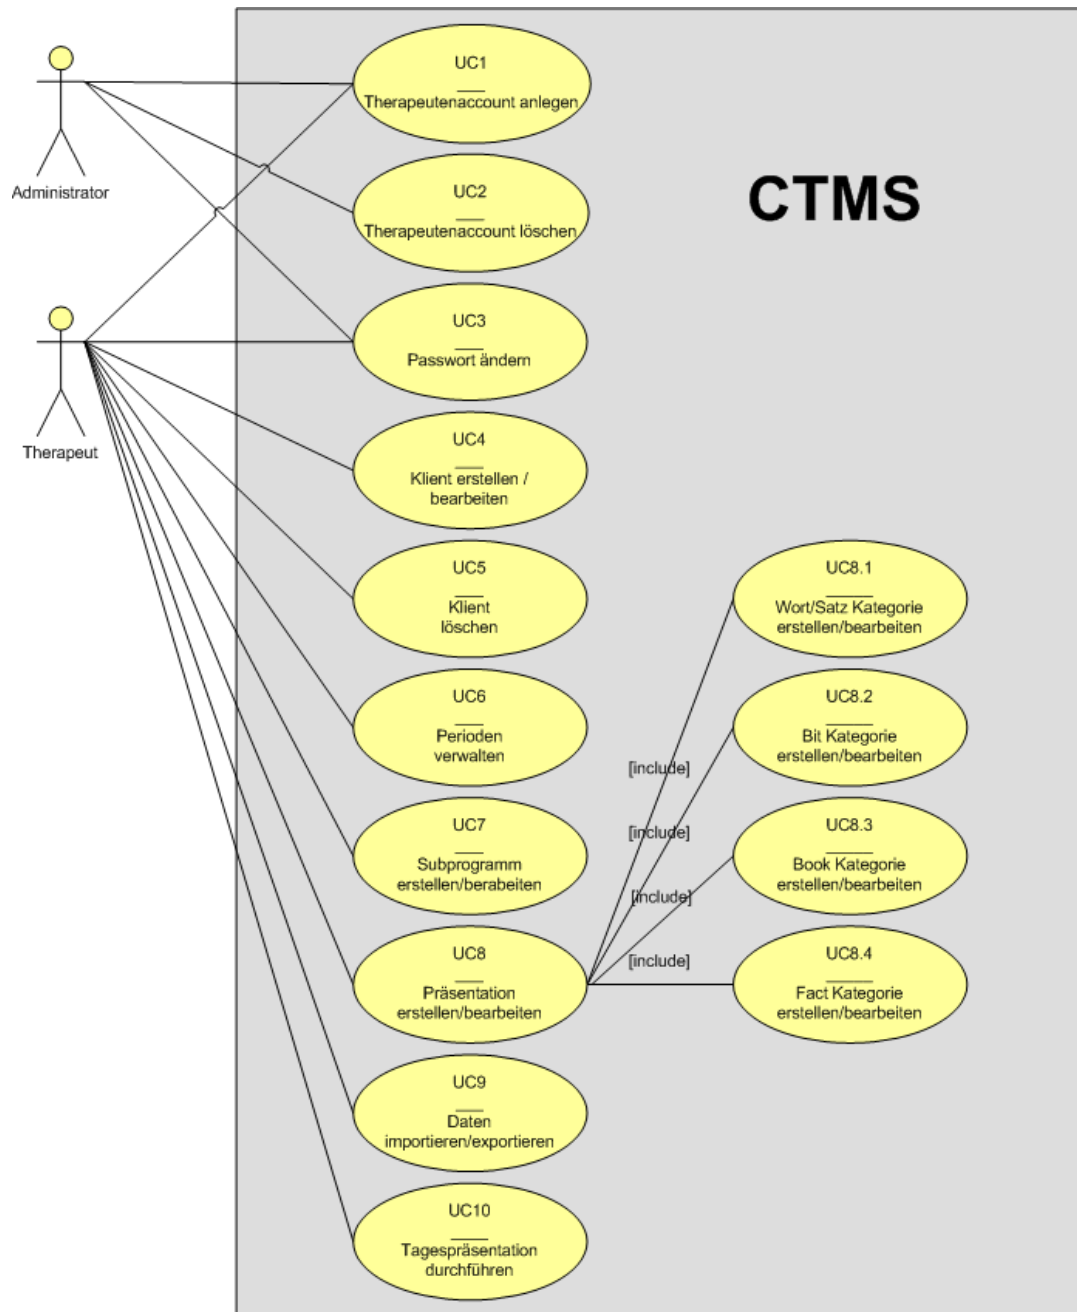 Administrator
Therapeut
CTMS
UC1
Therapeutenaccount anlegen
UC2
Therapeutenaccount löschen
UC3
Passwort ändern
UC4
Klient erstellen /
bearbeiten
UC5
Klient
löschen
UC6
Perioden
verwalten
UC7
Subprogramm
erstellen/berabeiten
UC8
Präsentation
erstellen/bearbeiten
UC9
Daten
importieren/exportieren
UC10
Tagespräsentation
durchführen
[include]
[include]
[include]
[include]
UC8.1
Wort/Satz Kategorie
erstellen/bearbeiten
UC8.2
Bit Kategorie
erstellen/bearbeiten
UC8.3
Book Kategorie
erstellen/bearbeiten
UC8.4
Fact Kategorie
erstellen/bearbeiten